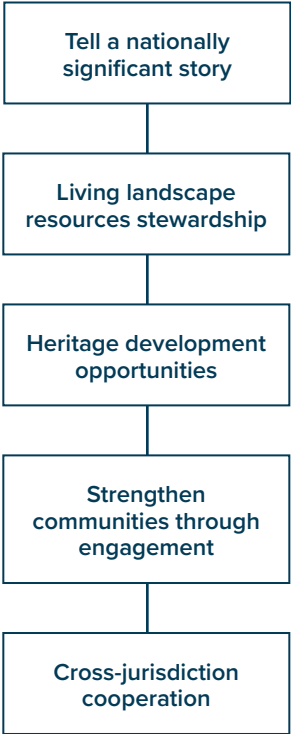 Tell a nationally
significant story
Living landscape
resources stewardship
Heritage development
opportunities
Strengthen
communities through
engagement
Cross-jurisdiction
cooperation